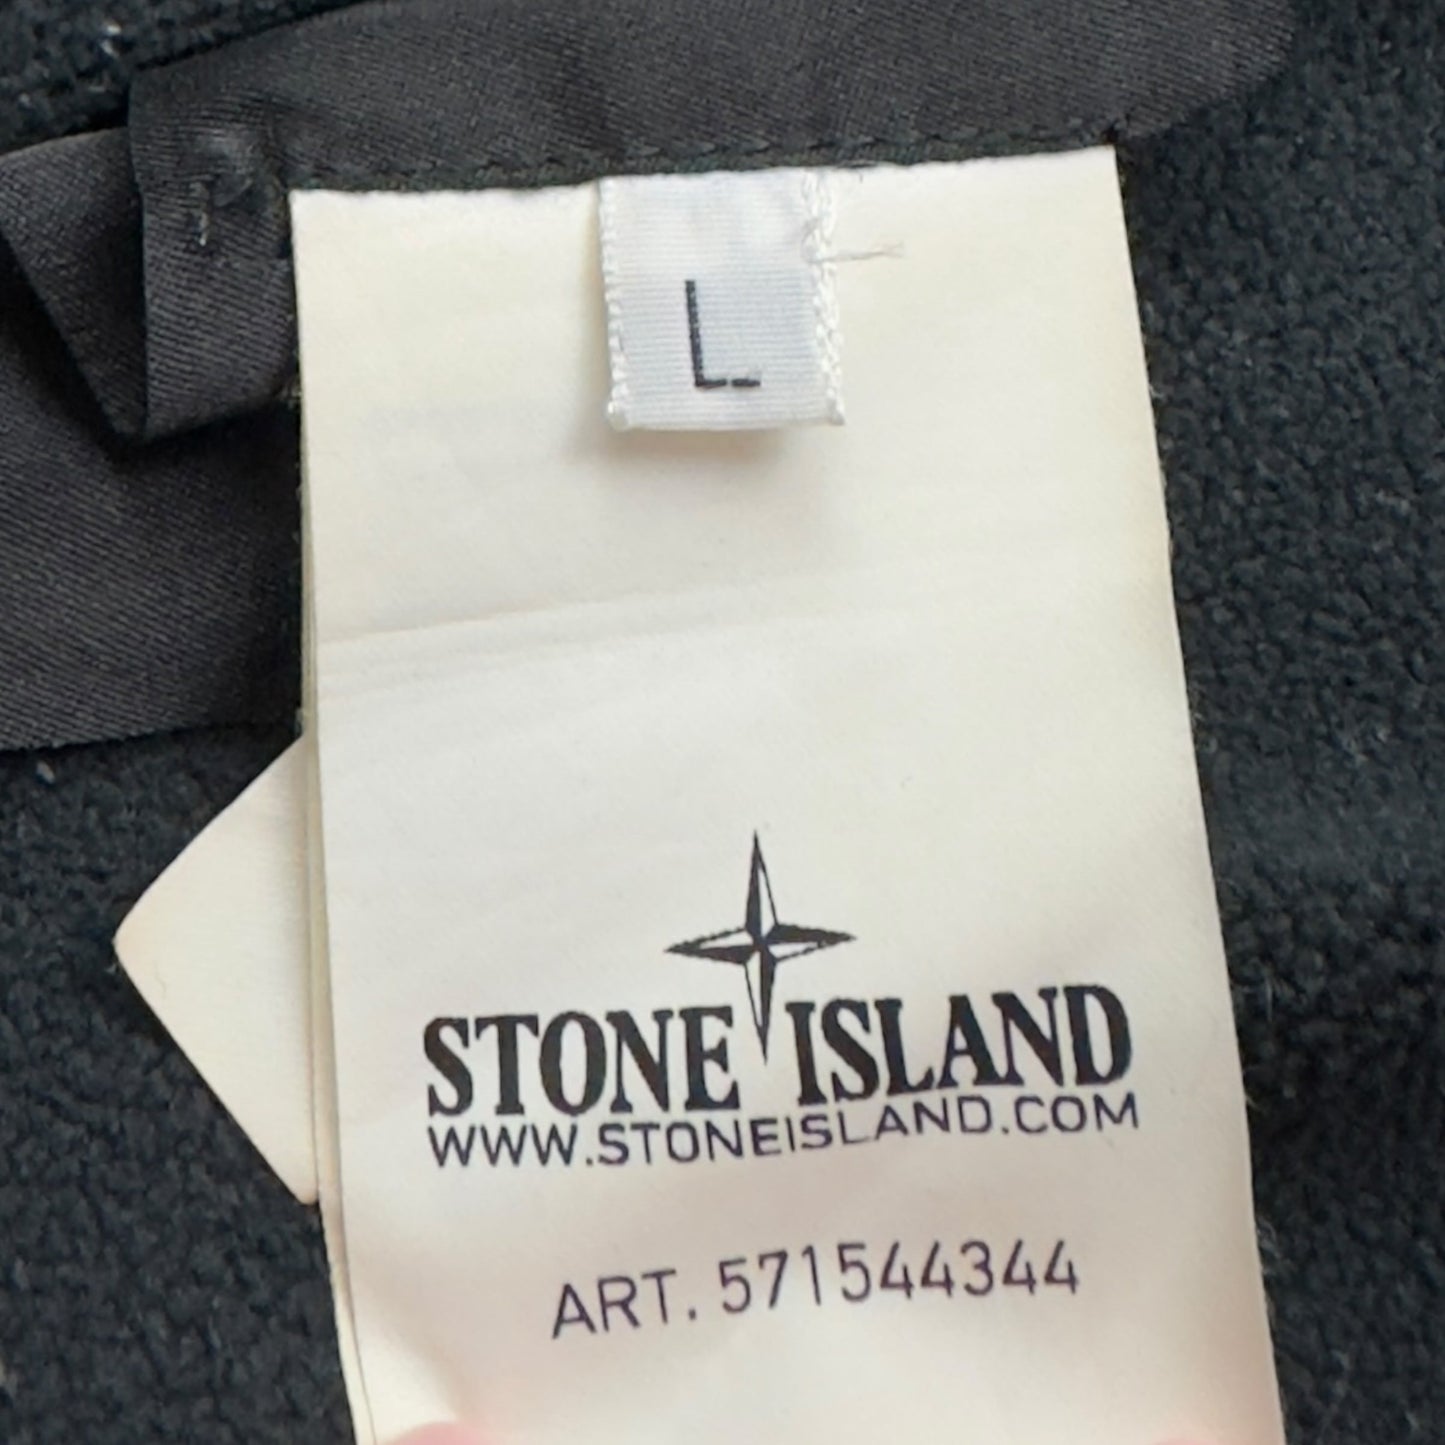 L
STONE ISLAND
WWW.STONEISLAND.COM
ART. 571544344